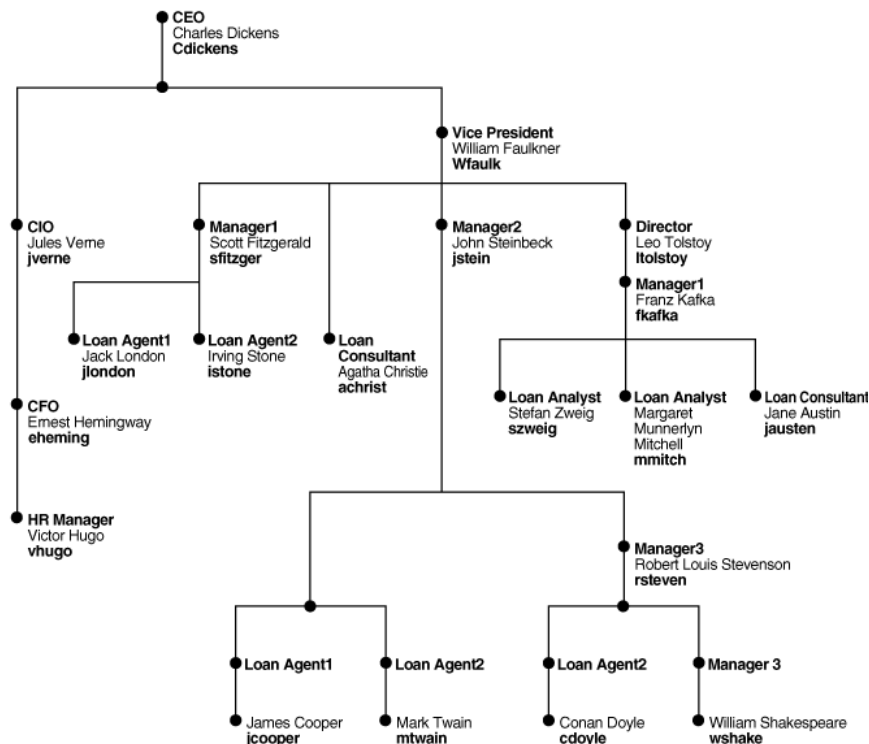 CEO
Charles Dickens
Cdickens
Vice President
William Faulkner
Wfaulk
CIO
Jules Verne
jverne
Manager1
Scott Fitzgerald
sfitzger
Manager2
John Steinbeck
jstein
Director
Leo Tolstoy
ltolstoy
Manager1
Franz Kafka
fkafka
Loan Agent1
Jack London
jlondon
Loan Agent2
Irving Stone
istone
Loan
Consultant
Agatha Christie
achrist
CFO
Ernest Hemingway
eheming
Loan Analyst
Stefan Zweig
szweig
Loan Analyst
Margaret
Munnerlyn
Mitchell
mmitch
Loan Consultant
Jane Austin
jausten
HR Manager
Victor Hugo
vhugo
Manager3
Robert Louis Stevenson
rsteven
Loan Agent1
Loan Agent2
Loan Agent2
Manager 3
James Cooper
jcooper
Mark Twain
mtwain
Conan Doyle
cdoyle
William Shakespeare
wshake